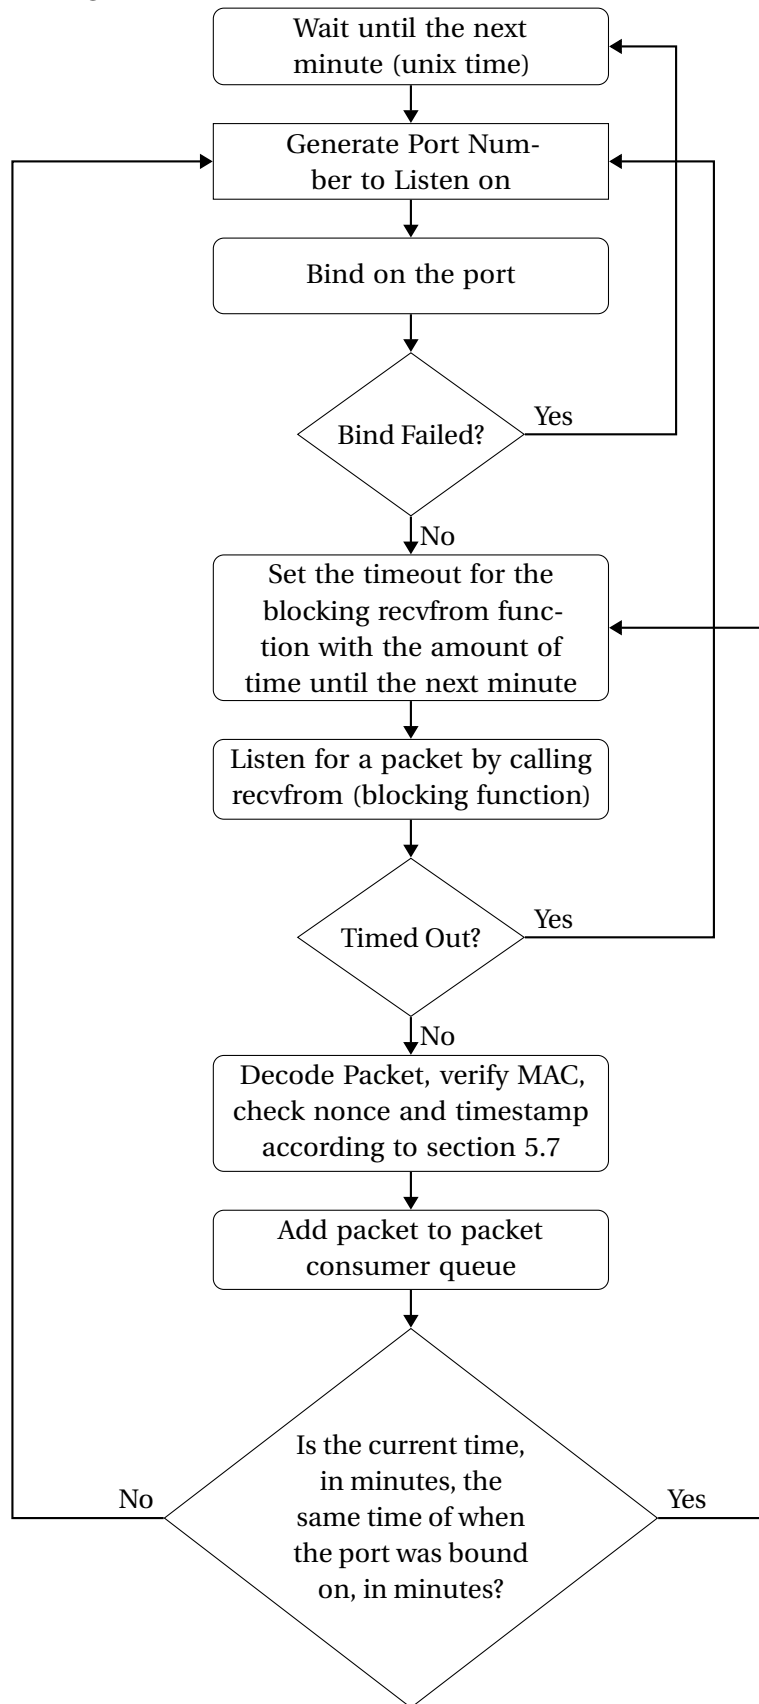 Wait until the next
minute (unix time)
Generate Port Num-
ber to Listen on
Bind on the port
Bind Failed?
Yes
No
Set the timeout for the
blocking recvfrom func-
tion with the amount of
time until the next minute
Listen for a packet by calling
recvfrom (blocking function)
Timed Out?
Yes
No
Decode Packet, verify MAC,
check nonce and timestamp
according to section 5.7
Add packet to packet
consumer queue
Is the current time,
in minutes, the
same time of when
the port was bound
on, in minutes?
No
Yes